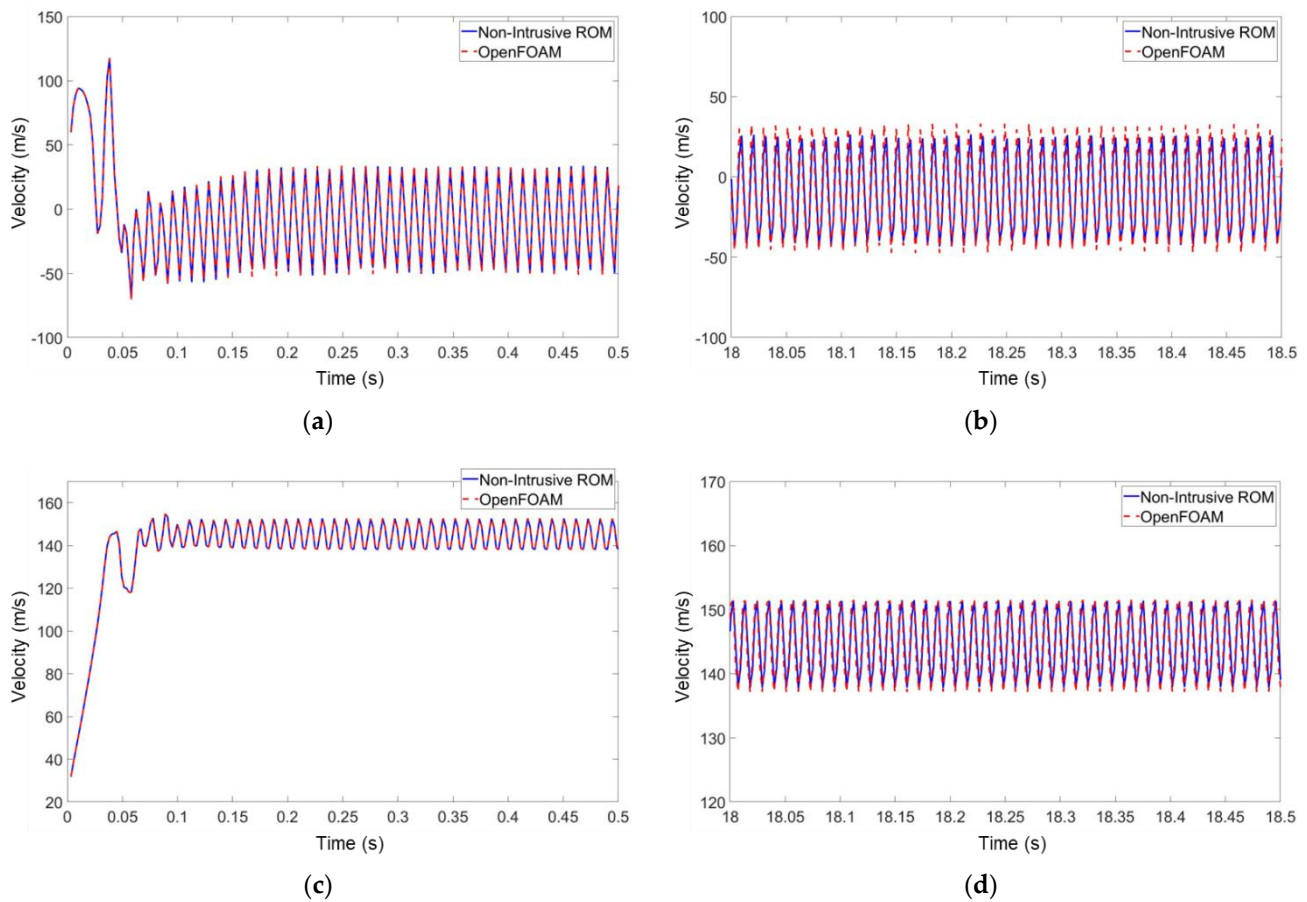 150
100
50
0
-50
-100
Velocity (m/s)
Non-Intrusive ROM
OpenFOAM
0 0.05 0.1 0.15 0.2 0.25 0.3 0.35 0.4 0.45 0.5
Time (s)
(a)
100
50
0
-50
-100
Velocity (m/s)
Non-Intrusive ROM
OpenFOAM
18 18.05 18.1 18.15 18.2 18.25 18.3 18.35 18.4 18.45 18.5
Time (s)
(b)
160
140
120
100
80
60
40
20
Velocity (m/s)
Non-Intrusive ROM
OpenFOAM
0 0.05 0.1 0.15 0.2 0.25 0.3 0.35 0.4 0.45 0.5
Time (s)
(c)
170
160
150
140
130
120
Velocity (m/s)
Non-Intrusive ROM
OpenFOAM
18 18.05 18.1 18.15 18.2 18.25 18.3 18.35 18.4 18.45 18.5
Time (s)
(d)